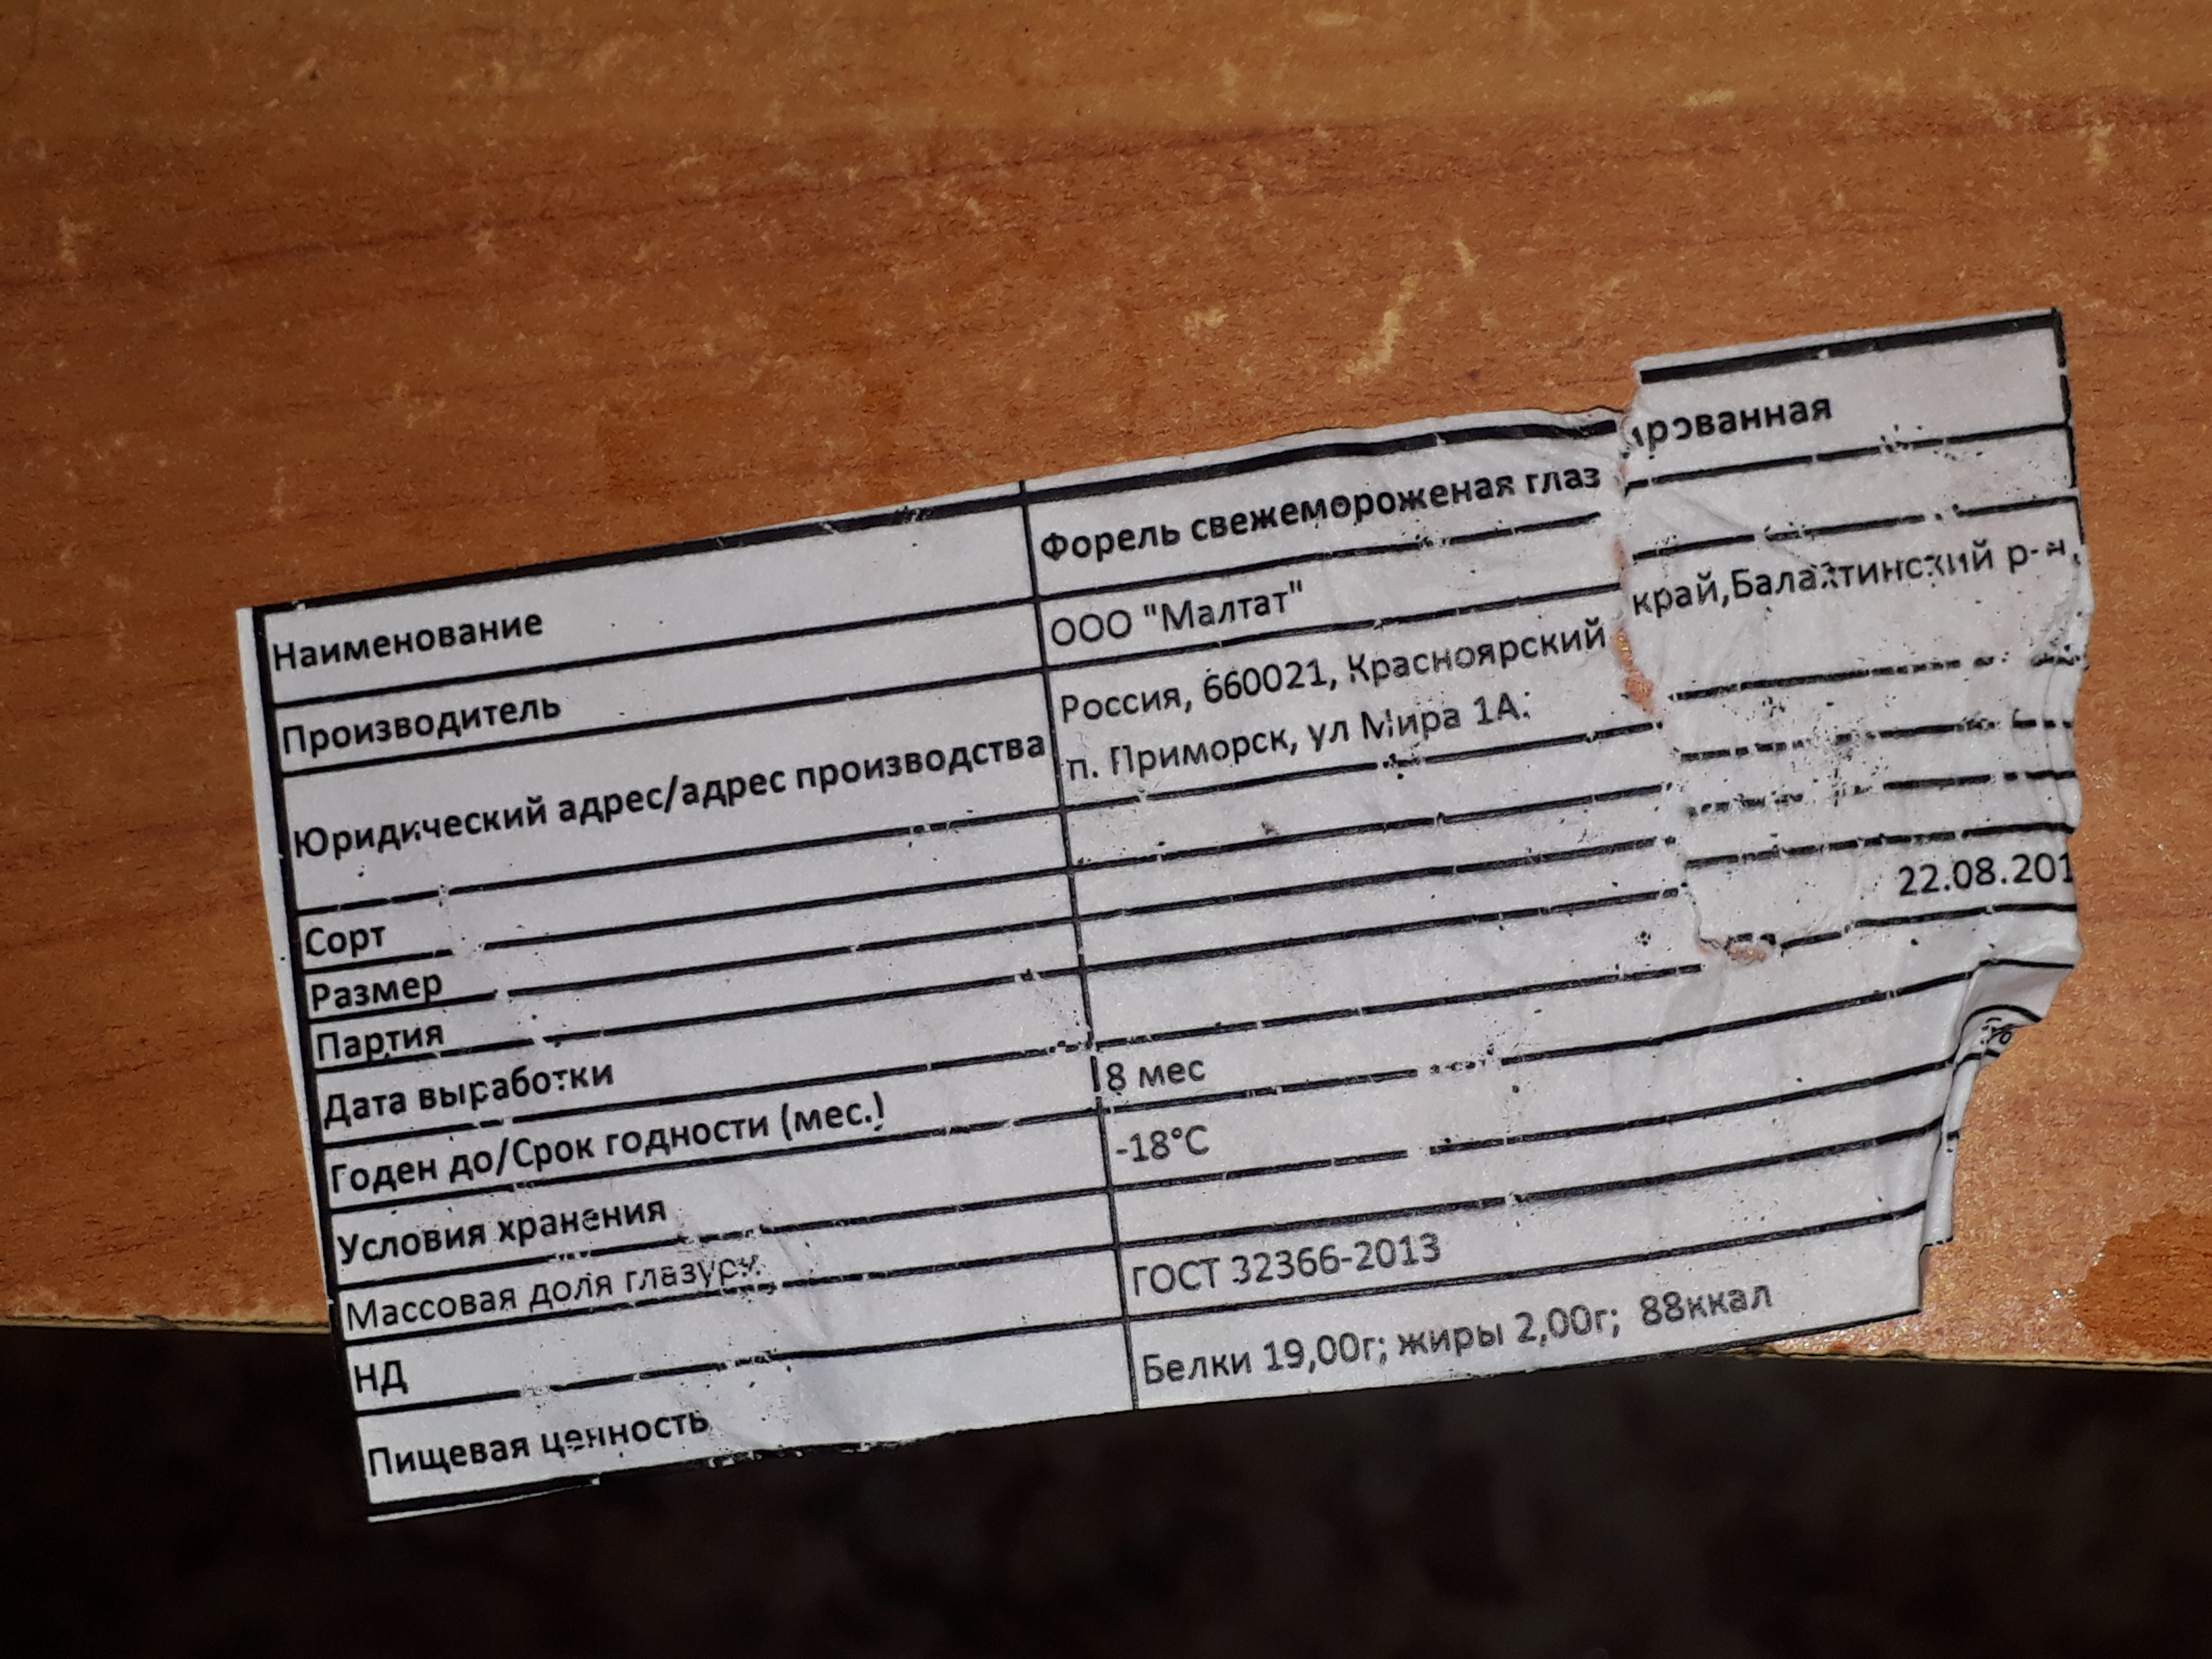 Наименование Форель свежемороженая глазированная
Производитель ООО "Малтат"
Юридический адрес/адрес производства Россия, 660021, Красноярский край,Балахтинский р-н,
п. Приморск, ул Мира 1А:
Сорт
Размер
Партия
Дата выработки 22.08.201
Годен до/Срок годности (мес.) 8 мес
Условия хранения -18°С
Массовая доля глазури %
НД ГОСТ 32366-2013
Пищевая ценность Белки 19,00г; жиры 2,00г; 88ккал